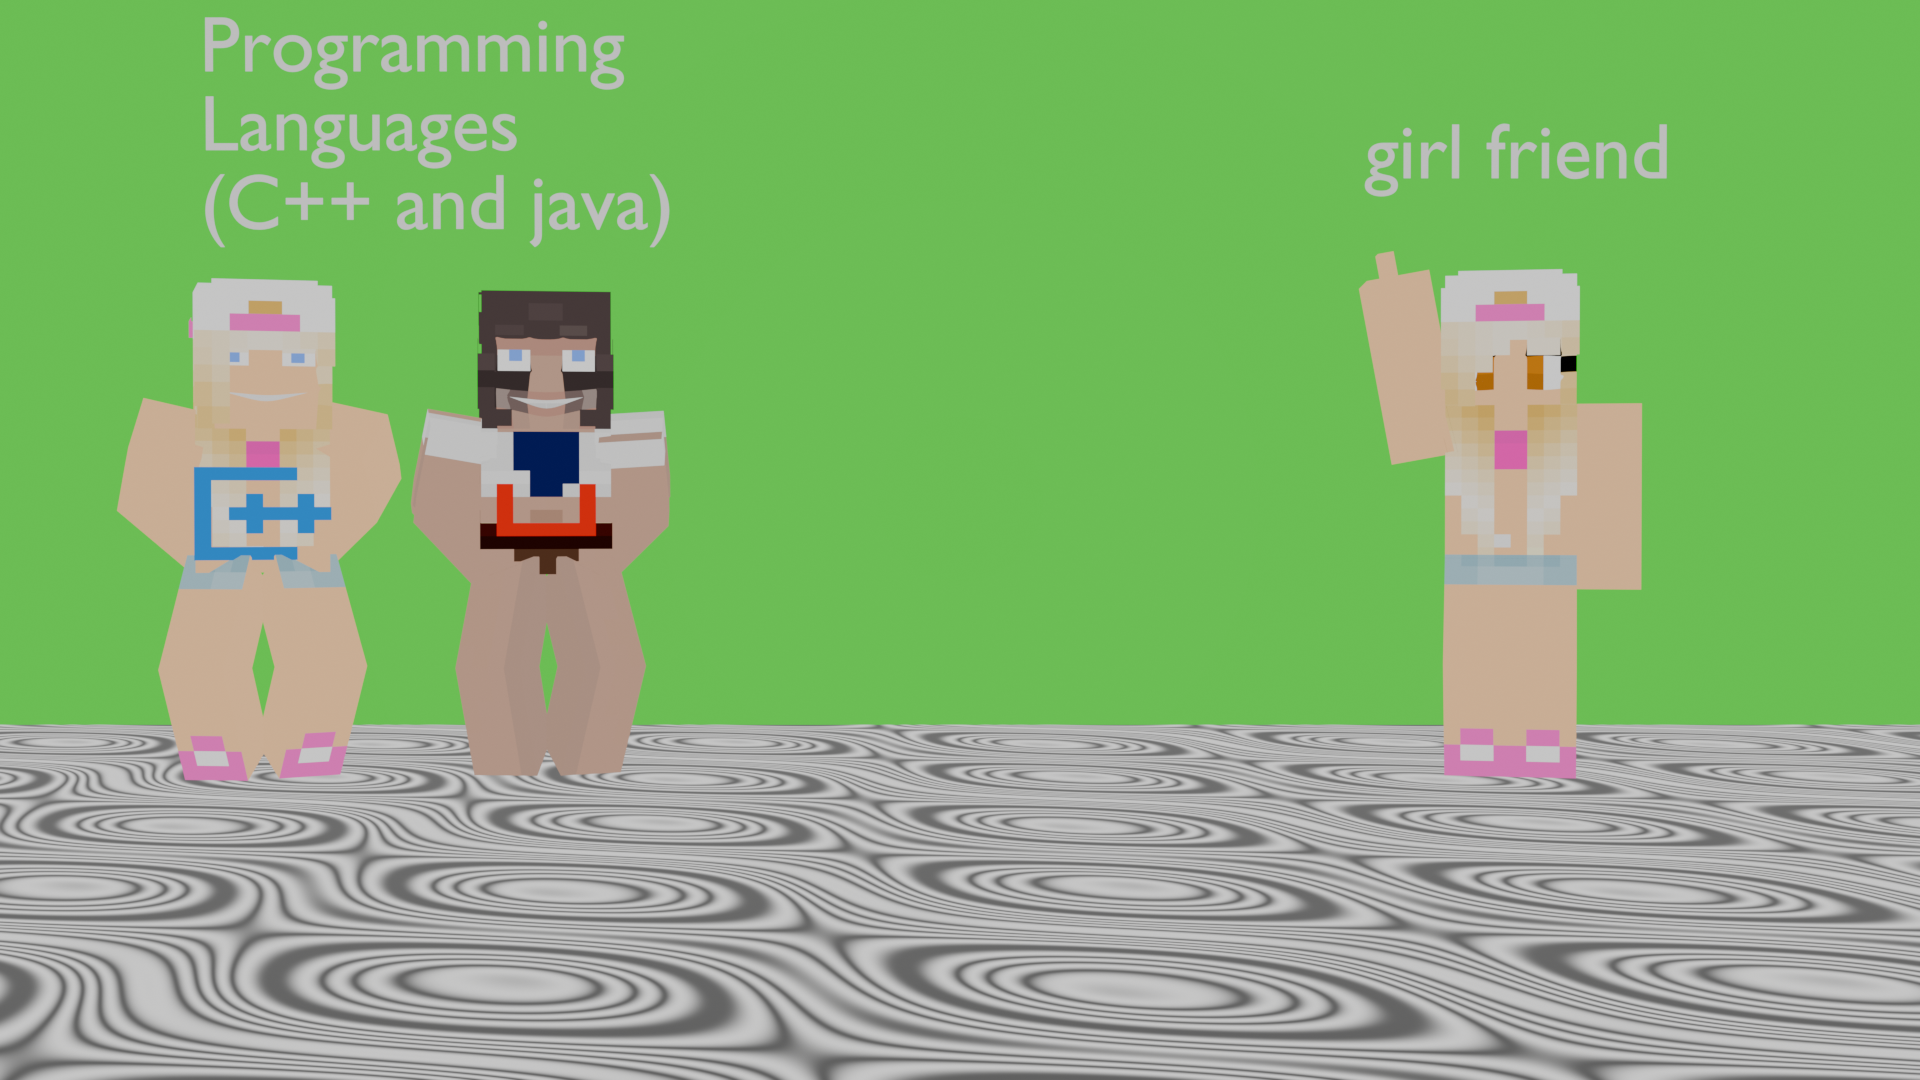 Programming
Languages
(C++ and java)
girl friend
C++